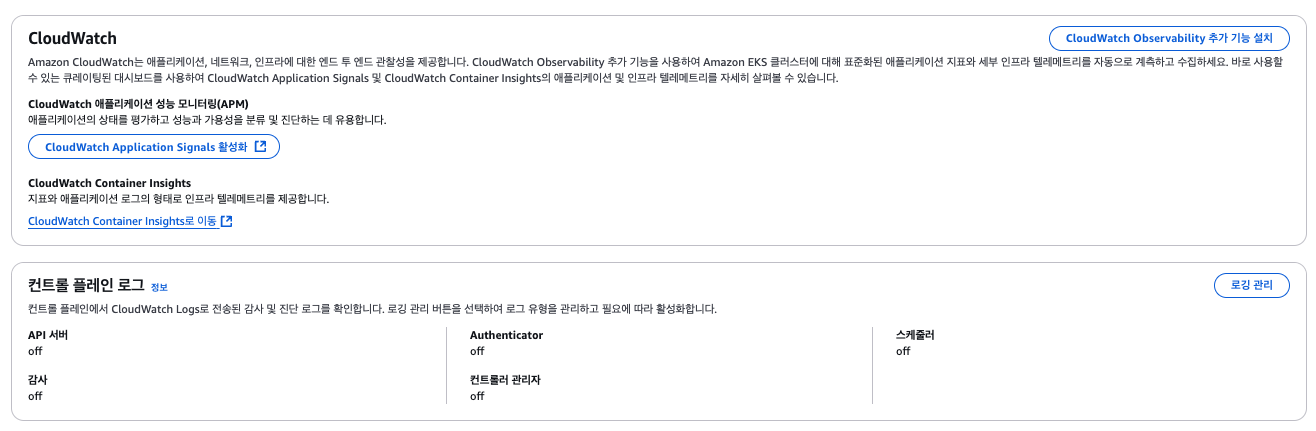 CloudWatch
CloudWatch Observability 추가 기능 설치
Amazon CloudWatch는 애플리케이션, 네트워크, 인프라에 대한 엔드 투 엔드 관찰성을 제공합니다. CloudWatch Observability 추가 기능을 사용하여 Amazon EKS 클러스터에 대해 표준화된 애플리케이션 지표와 세부 인프라 텔레메트리를 자동으로 계측하고 수집하세요. 바로 사용할
수 있는 큐레이팅된 대시보드를 사용하여 CloudWatch Application Signals 및 CloudWatch Container Insights의 애플리케이션 및 인프라 텔레메트리를 자세히 살펴볼 수 있습니다.
CloudWatch 애플리케이션 성능 모니터링(APM)
애플리케이션의 상태를 평가하고 성능과 가용성을 분류 및 진단하는 데 유용합니다.
CloudWatch Application Signals 활성화
CloudWatch Container Insights
지표와 애플리케이션 로그의 형태로 인프라 텔레메트리를 제공합니다.
CloudWatch Container Insights로 이동
컨트롤 플레인 로그 정보
로깅 관리
컨트롤 플레인에서 CloudWatch Logs로 전송된 감사 및 진단 로그를 확인합니다. 로깅 관리 버튼을 선택하여 로그 유형을 관리하고 필요에 따라 활성화합니다.
API 서버
off
감사
off
Authenticator
off
컨트롤러 관리자
off
스케줄러
off